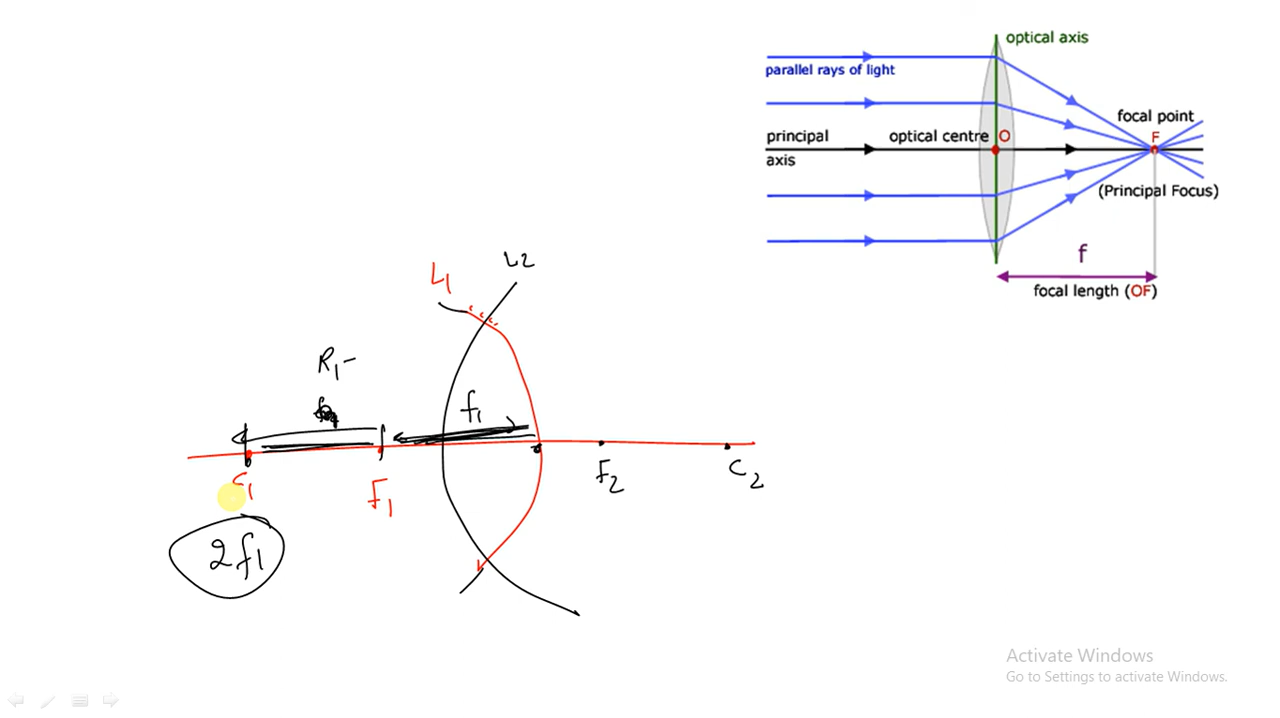 optical axis
parallel rays of light
focal point
principal
axis
optical centre
O
F
(Principal Focus)
f
focal length (OF)
L1
L2
R1-
f1
C1
F1
F2
C2
2f1
Activate Windows
Go to Settings to activate Windows.